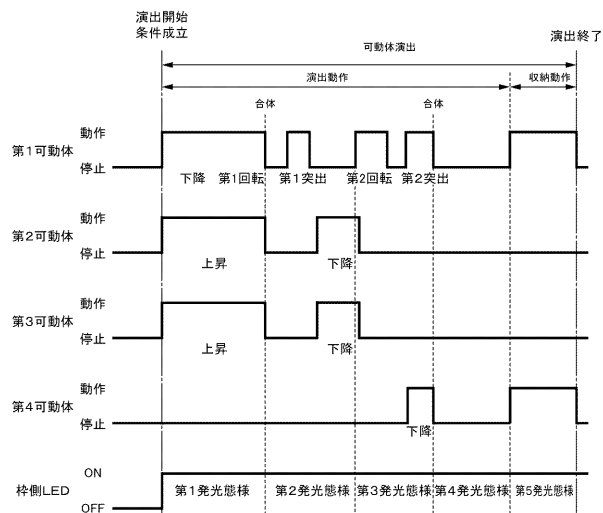 演出開始
条件成立
演出終了
可動体演出
演出動作
収納動作
合体
合体
第1可動体
動作
停止
下降
第1回転
第1突出
第2回転
第2突出
第2可動体
動作
停止
上昇
下降
第3可動体
動作
停止
上昇
下降
第4可動体
動作
停止
下降
枠側LED
ON
OFF
第1発光態様
第2発光態様
第3発光態様
第4発光態様
第5発光態様